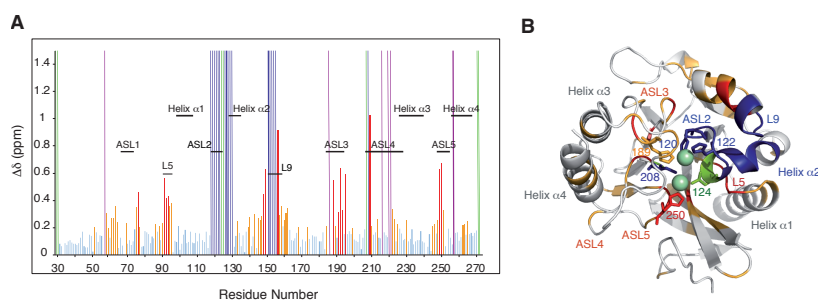 A
Δδ (ppm)
1.4
1.2
1
0.8
0.6
0.4
0.2
0
Helix α1
Helix α2
Helix α3
Helix α4
ASL1
ASL2
ASL3
ASL4
ASL5
L5
L9
30 50 70 90 110 130 150 170 190 210 230 250 270
Residue Number
B
Helix α3
ASL3
ASL2
L9
120
122
Helix α2
208
L5
124
Helix α4
250
Helix α1
ASL5
ASL4